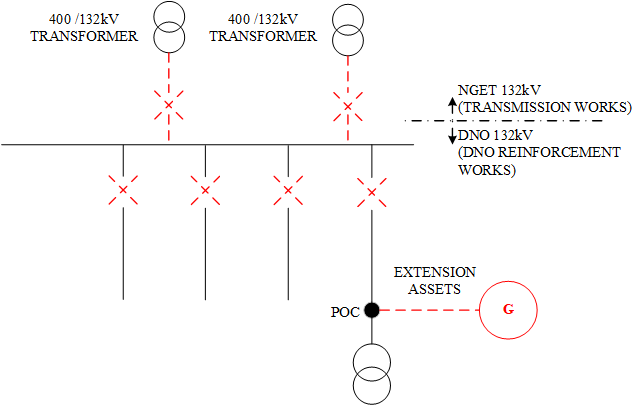 400 /132kV
TRANSFORMER
400 /132kV
TRANSFORMER
NGET 132kV
(TRANSMISSION WORKS)
DNO 132kV
(DNO REINFORCEMENT
WORKS)
EXTENSION
ASSETS
POC
G